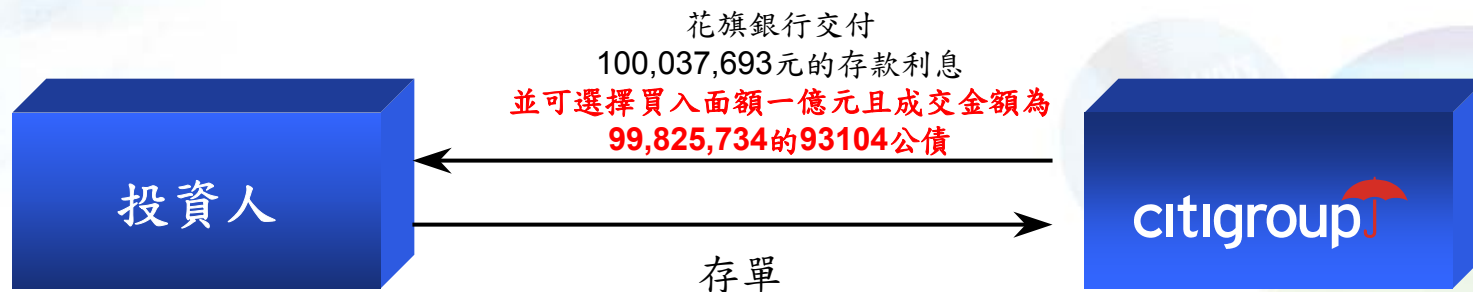 花旗銀行交付
100,037,693元的存款利息
並可選擇買入面額一億元且成交金額為
99,825,734的93104公債
投資人
citigroup
存單